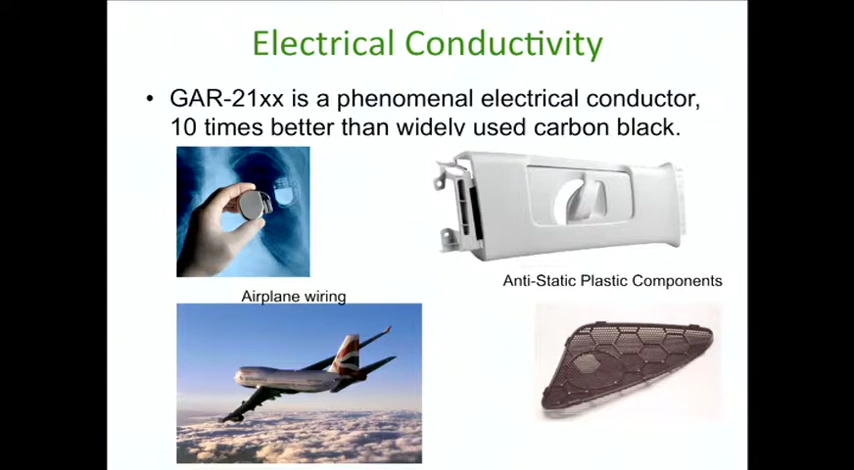 Electrical Conductivity
• GAR-21xx is a phenomenal electrical conductor,
10 times better than widely used carbon black.
Anti-Static Plastic Components
Airplane wiring